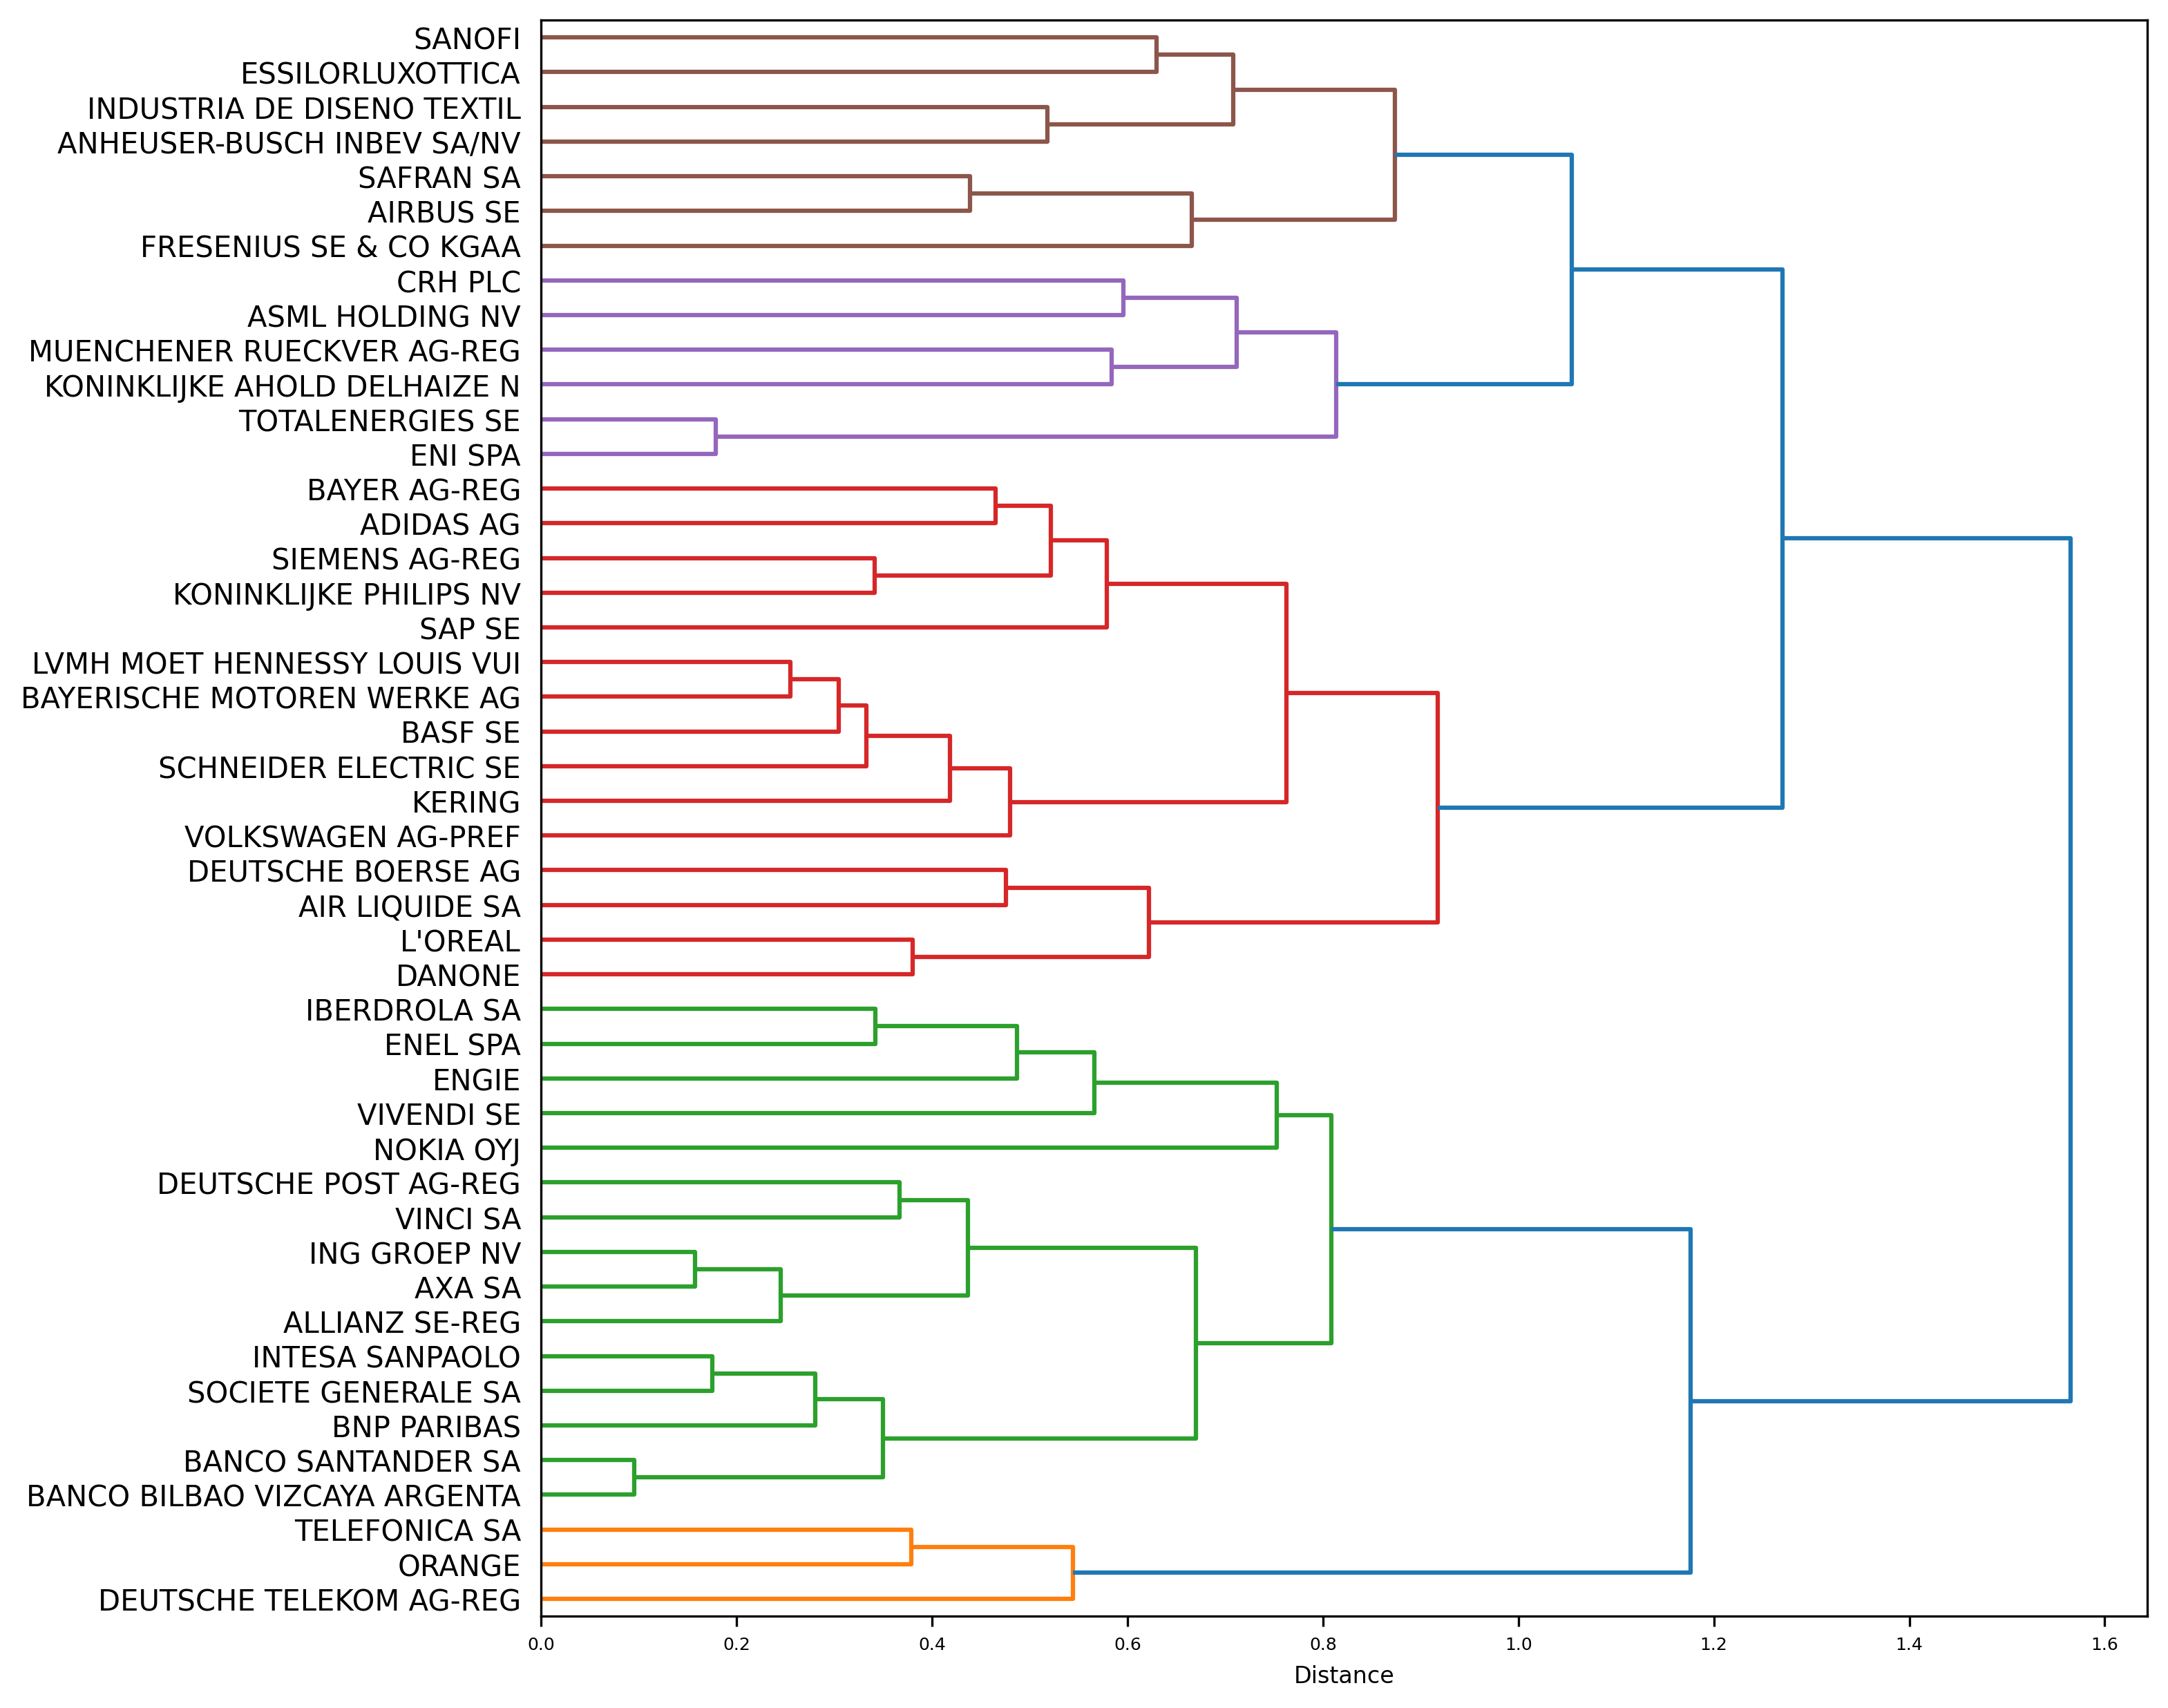 SANOFI
ESSILORLUXOTTICA
INDUSTRIA DE DISENO TEXTIL
ANHEUSER-BUSCH INBEV SA/NV
SAFRAN SA
AIRBUS SE
FRESENIUS SE & CO KGAA
CRH PLC
ASML HOLDING NV
MUENCHENER RUECKVER AG-REG
KONINKLIJKE AHOLD DELHAIZE N
TOTALENERGIES SE
ENI SPA
BAYER AG-REG
ADIDAS AG
SIEMENS AG-REG
KONINKLIJKE PHILIPS NV
SAP SE
LVMH MOET HENNESSY LOUIS VUI
BAYERISCHE MOTOREN WERKE AG
BASF SE
SCHNEIDER ELECTRIC SE
KERING
VOLKSWAGEN AG-PREF
DEUTSCHE BOERSE AG
AIR LIQUIDE SA
L'OREAL
DANONE
IBERDROLA SA
ENEL SPA
ENGIE
VIVENDI SE
NOKIA OYJ
DEUTSCHE POST AG-REG
VINCI SA
ING GROEP NV
AXA SA
ALLIANZ SE-REG
INTESA SANPAOLO
SOCIETE GENERALE SA
BNP PARIBAS
BANCO SANTANDER SA
BANCO BILBAO VIZCAYA ARGENTA
TELEFONICA SA
ORANGE
DEUTSCHE TELEKOM AG-REG
0.0 0.2 0.4 0.6 0.8 1.0 1.2 1.4 1.6
Distance